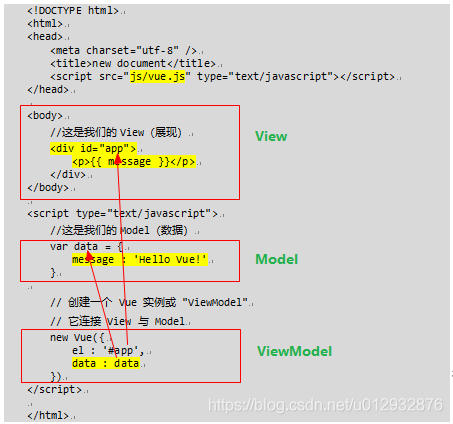 <!DOCTYPE html>
<html>
<head>
<meta charset="utf-8" />
<title>new document</title>
<script src="js/vue.js" type="text/javascript"></script>
</head>
<body>
//这是我们的 View（展现）
<div id="app">
<p>{{ message }}</p>
</div>
</body>
View
<script type="text/javascript">
//这是我们的 Model（数据）
var data = {
message : 'Hello Vue!'
}
Model
// 创建一个 Vue 实例或 "ViewModel"
// 它连接 View 与 Model
new Vue({
el : '#app',
data : data
})
ViewModel
</script>
</html>
https://blog.csdn.net/u012932876